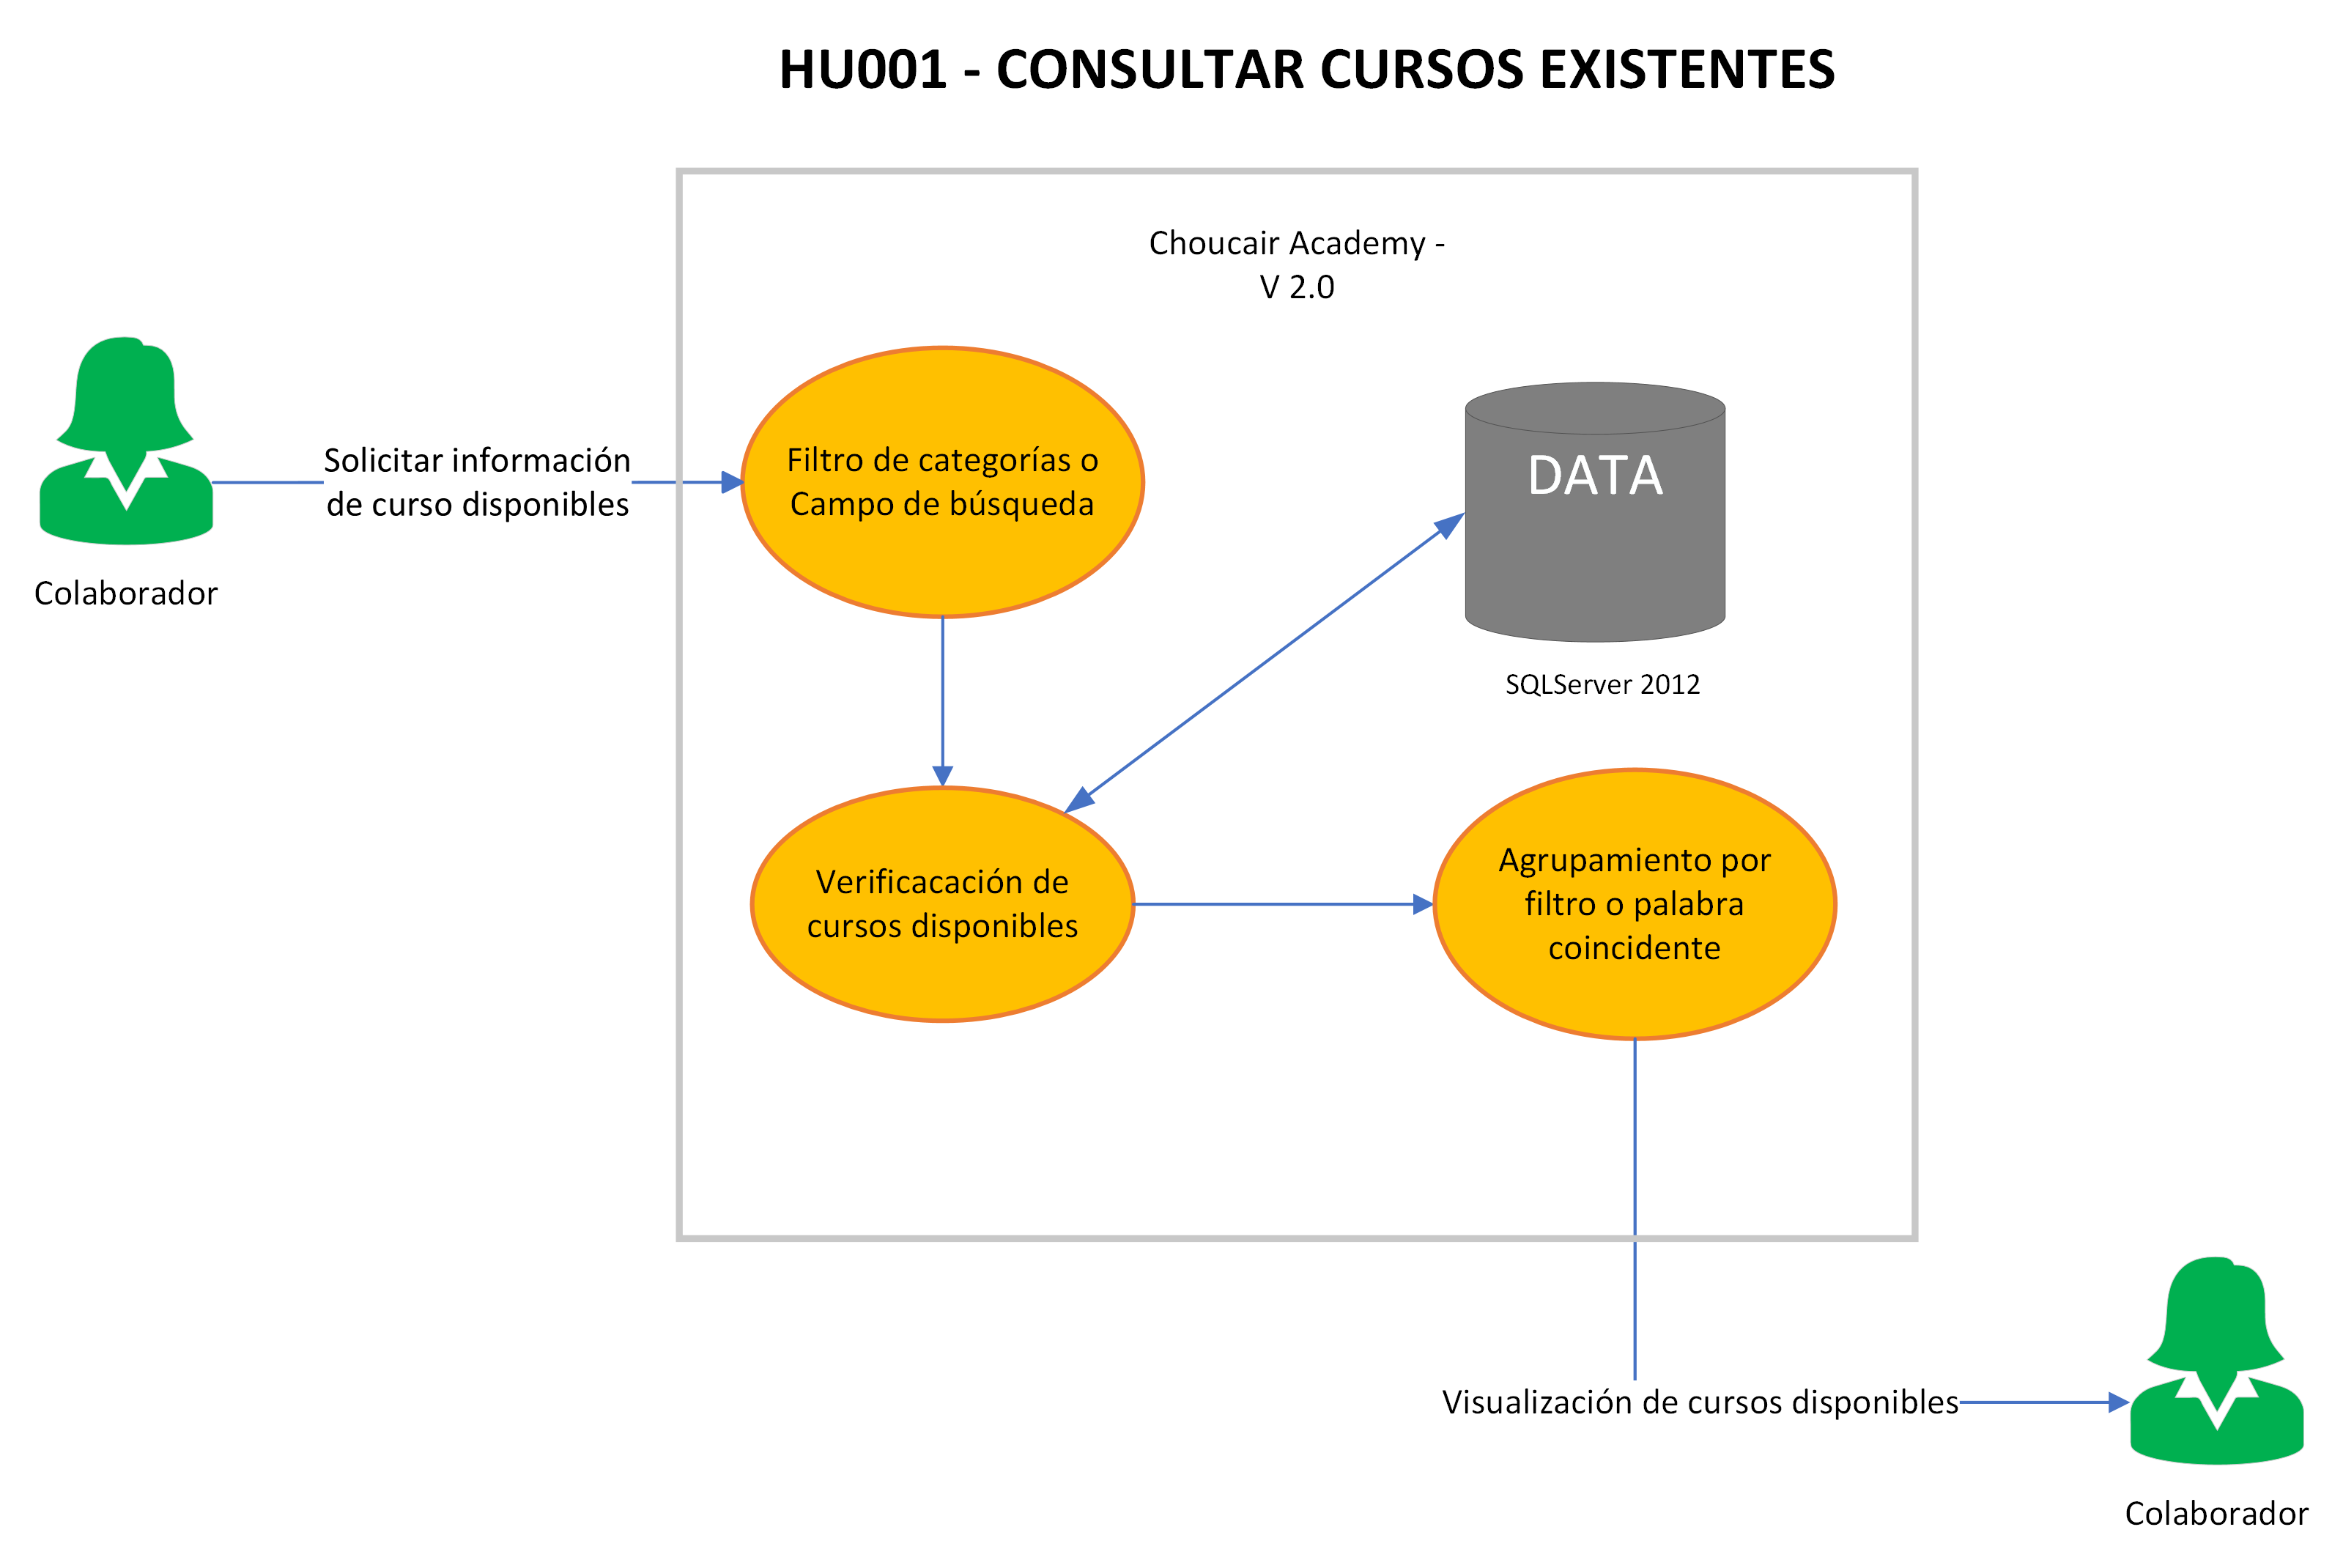 HU001 - CONSULTAR CURSOS EXISTENTES
Choucair Academy -
V 2.0
Solicitar información
de curso disponibles
Colaborador
Filtro de categorías o
Campo de búsqueda
DATA
SQLServer 2012
Verificacación de
cursos disponibles
Agrupamiento por
filtro o palabra
coincidente
Visualización de cursos disponibles
Colaborador